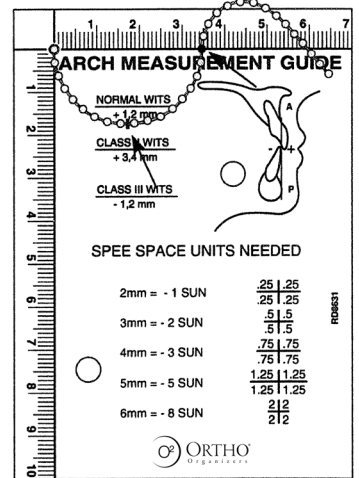 1 2 3 4 5 6 7
ARCH MEASUREMENT GUIDE
NORMAL WITS
+ 1,2 mm
CLASS I WITS
+ 3,4 mm
CLASS III WITS
- 1,2 mm
A
- +
P
1
2
3
4
5
6
7
8
9
10
SPEE SPACE UNITS NEEDED
2mm = - 1 SUN .25 .25
.25 .25
3mm = - 2 SUN .5 .5
.5 .5
4mm = - 3 SUN .75 .75
.75 .75
5mm = - 5 SUN 1.25 1.25
1.25 1.25
6mm = - 8 SUN 2 2
2 2
RD8631
O2 ORTHO
Organizers